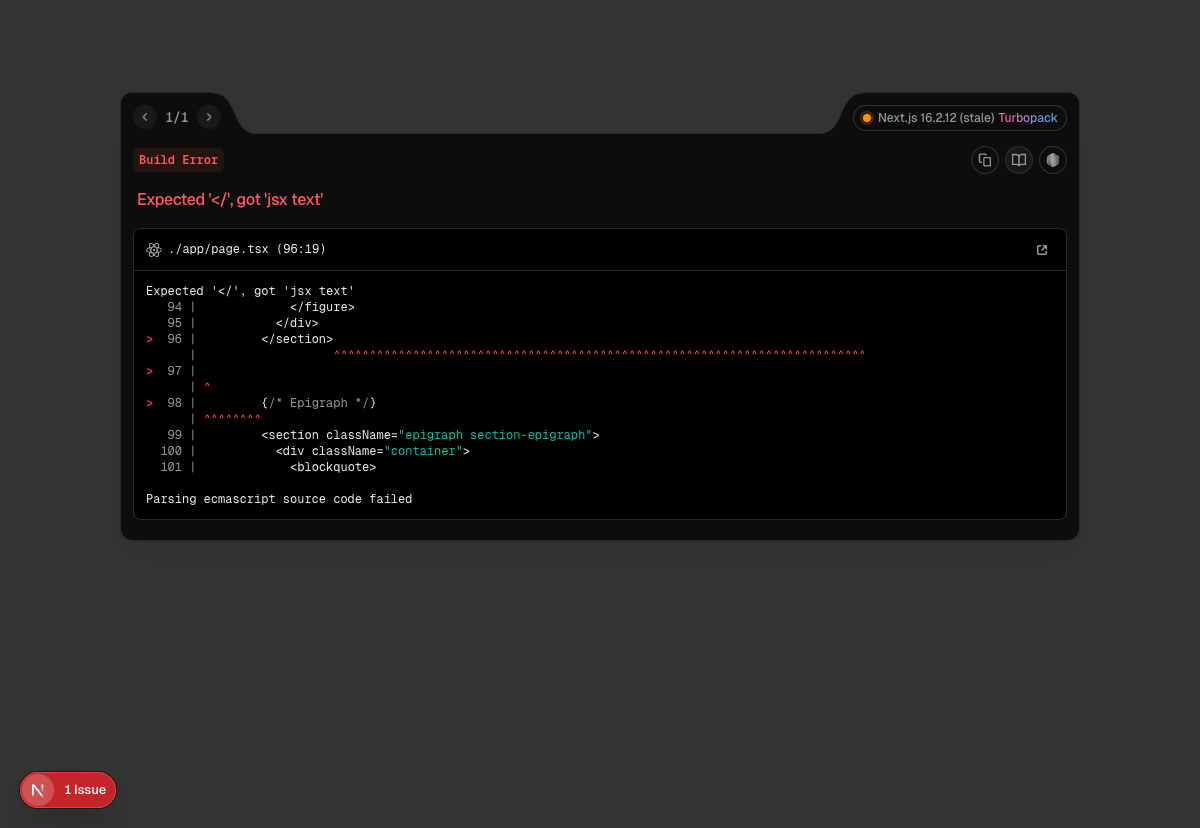 1/1
Next.js 16.2.12 (stale) Turbopack
Build Error
Expected '</', got 'jsx text'
./app/page.tsx (96:19)
Expected '</', got 'jsx text'
94 |             </figure>
95 |           </div>
> 96 |         </section>
| ^^^^^^^^^^^^^^^^^^^^^^^^^^^^^^^^^^^^^^^^^^^^^^^^^^^^^^^^^^^^^^^^^^^^^^^^^^
> 97 |
| ^
> 98 |         {/* Epigraph */}
| ^^^^^^^^
99 |         <section className="epigraph section-epigraph">
100 |           <div className="container">
101 |             <blockquote>
Parsing ecmascript source code failed
N
1 Issue